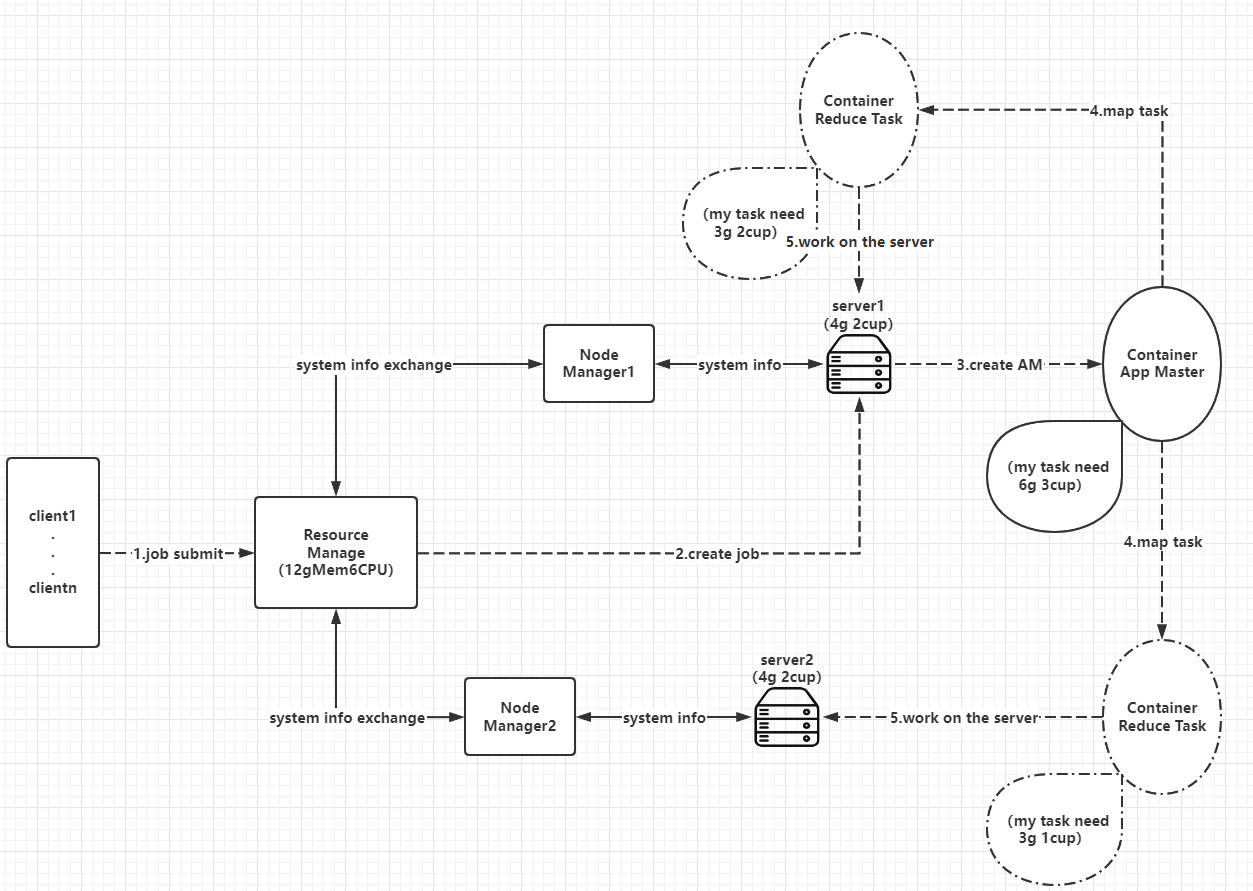 Container
Reduce Task
4.map task
(my task need
3g 2cup)
5.work on the server
server1
(4g 2cup)
system info exchange
Node
Manager1
system info
3.create AM
Container
App Master
(my task need
6g 3cup)
client1
.
.
.
clientn
1.job submit
Resource
Manage
(12gMem6CPU)
2.create job
4.map task
server2
(4g 2cup)
system info exchange
Node
Manager2
system info
5.work on the server
Container
Reduce Task
(my task need
3g 1cup)